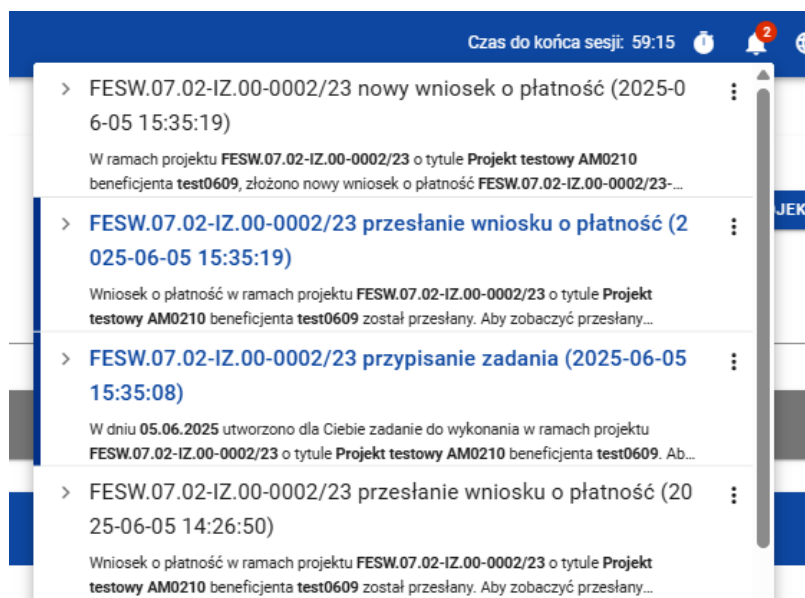 Czas do końca sesji: 59:15
2
FESW.07.02-IZ.00-0002/23 nowy wniosek o płatność (2025-0
6-05 15:35:19)
W ramach projektu FESW.07.02-IZ.00-0002/23 o tytule Projekt testowy AM0210
beneficjenta test0609, złożono nowy wniosek o płatność FESW.07.02-IZ.00-0002/23-...
JEK
FESW.07.02-IZ.00-0002/23 przesłanie wniosku o płatność (2
025-06-05 15:35:19)
Wniosek o płatność w ramach projektu FESW.07.02-IZ.00-0002/23 o tytule Projekt
testowy AM0210 beneficjenta test0609 został przesłany. Aby zobaczyć przesłany...
FESW.07.02-IZ.00-0002/23 przypisanie zadania (2025-06-05
15:35:08)
W dniu 05.06.2025 utworzono dla Ciebie zadanie do wykonania w ramach projektu
FESW.07.02-IZ.00-0002/23 o tytule Projekt testowy AM0210 beneficjenta test0609. Ab...
FESW.07.02-IZ.00-0002/23 przesłanie wniosku o płatność (20
25-06-05 14:26:50)
Wniosek o płatność w ramach projektu FESW.07.02-IZ.00-0002/23 o tytule Projekt
testowy AM0210 beneficjenta test0609 został przesłany. Aby zobaczyć przesłany...